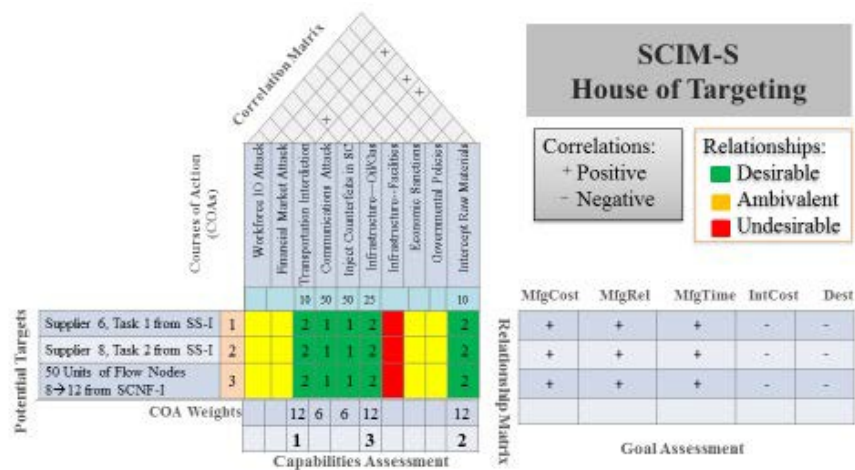 SCIM-S
House of Targeting
Correlation Matrix
+
+
+
+
Correlations:
+ Positive
- Negative
Relationships:
Desirable
Ambivalent
Undesirable
Courses of Action
(COAs)
Workforce IO Attack
Financial Market Attack
Transportation Interdiction
Communications Attack
Inject Counterfeits in SC
Infrastructure—Oil/Gas
Infrastructure--Facilities
Economic Sanctions
Governmental Policies
Intercept Raw Materials
10 50 50 25 10
MfgCost MfgRel MfgTime IntCost Dest
Potential Targets
Supplier 6, Task 1 from SS-I 1 2 1 1 2 2
Supplier 8, Task 2 from SS-I 2 2 1 1 2 2
50 Units of Flow Nodes
8→12 from SCNF-I 3 2 1 1 2 2
Relationship Matrix
+ + + - -
+ + + - -
+ + + - -
COA Weights 12 6 6 12 12
1 3 2
Capabilities Assessment
Goal Assessment